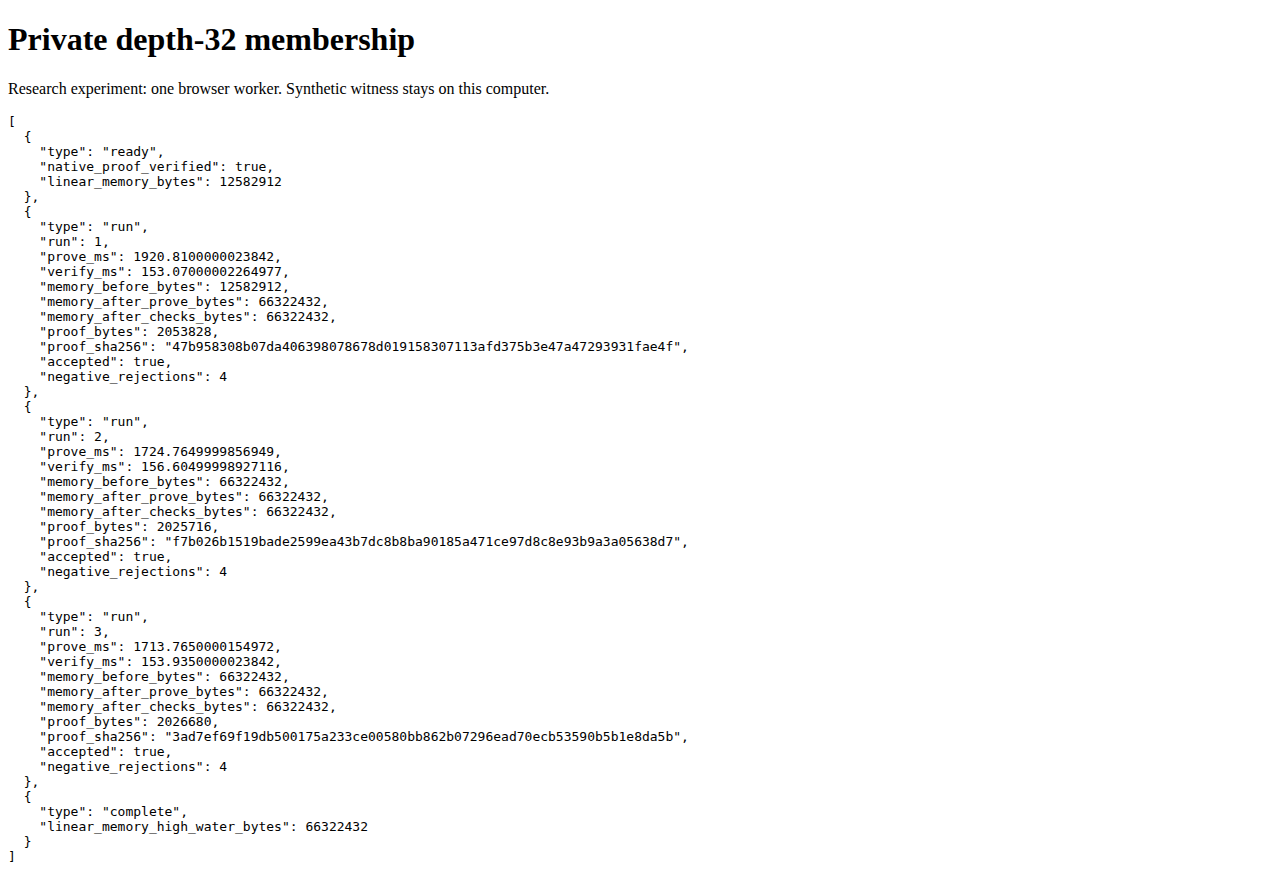 Private depth-32 membership
Research experiment: one browser worker. Synthetic witness stays on this computer.
[
  {
    "type": "ready",
    "native_proof_verified": true,
    "linear_memory_bytes": 12582912
  },
  {
    "type": "run",
    "run": 1,
    "prove_ms": 1920.8100000023842,
    "verify_ms": 153.07000002264977,
    "memory_before_bytes": 12582912,
    "memory_after_prove_bytes": 66322432,
    "memory_after_checks_bytes": 66322432,
    "proof_bytes": 2053828,
    "proof_sha256": "47b958308b07da406398078678d019158307113afd375b3e47a47293931fae4f",
    "accepted": true,
    "negative_rejections": 4
  },
  {
    "type": "run",
    "run": 2,
    "prove_ms": 1724.7649999856949,
    "verify_ms": 156.60499998927116,
    "memory_before_bytes": 66322432,
    "memory_after_prove_bytes": 66322432,
    "memory_after_checks_bytes": 66322432,
    "proof_bytes": 2025716,
    "proof_sha256": "f7b026b1519bade2599ea43b7dc8b8ba90185a471ce97d8c8e93b9a3a05638d7",
    "accepted": true,
    "negative_rejections": 4
  },
  {
    "type": "run",
    "run": 3,
    "prove_ms": 1713.7650000154972,
    "verify_ms": 153.9350000023842,
    "memory_before_bytes": 66322432,
    "memory_after_prove_bytes": 66322432,
    "memory_after_checks_bytes": 66322432,
    "proof_bytes": 2026680,
    "proof_sha256": "3ad7ef69f19db500175a233ce00580bb862b07296ead70ecb53590b5b1e8da5b",
    "accepted": true,
    "negative_rejections": 4
  },
  {
    "type": "complete",
    "linear_memory_high_water_bytes": 66322432
  }
]